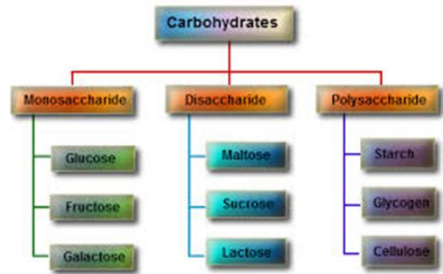 Carbohydrates
Monosaccharide
Disaccharide
Polysaccharide
Glucose
Maltose
Starch
Fructose
Sucrose
Glycogen
Galactose
Lactose
Cellulose